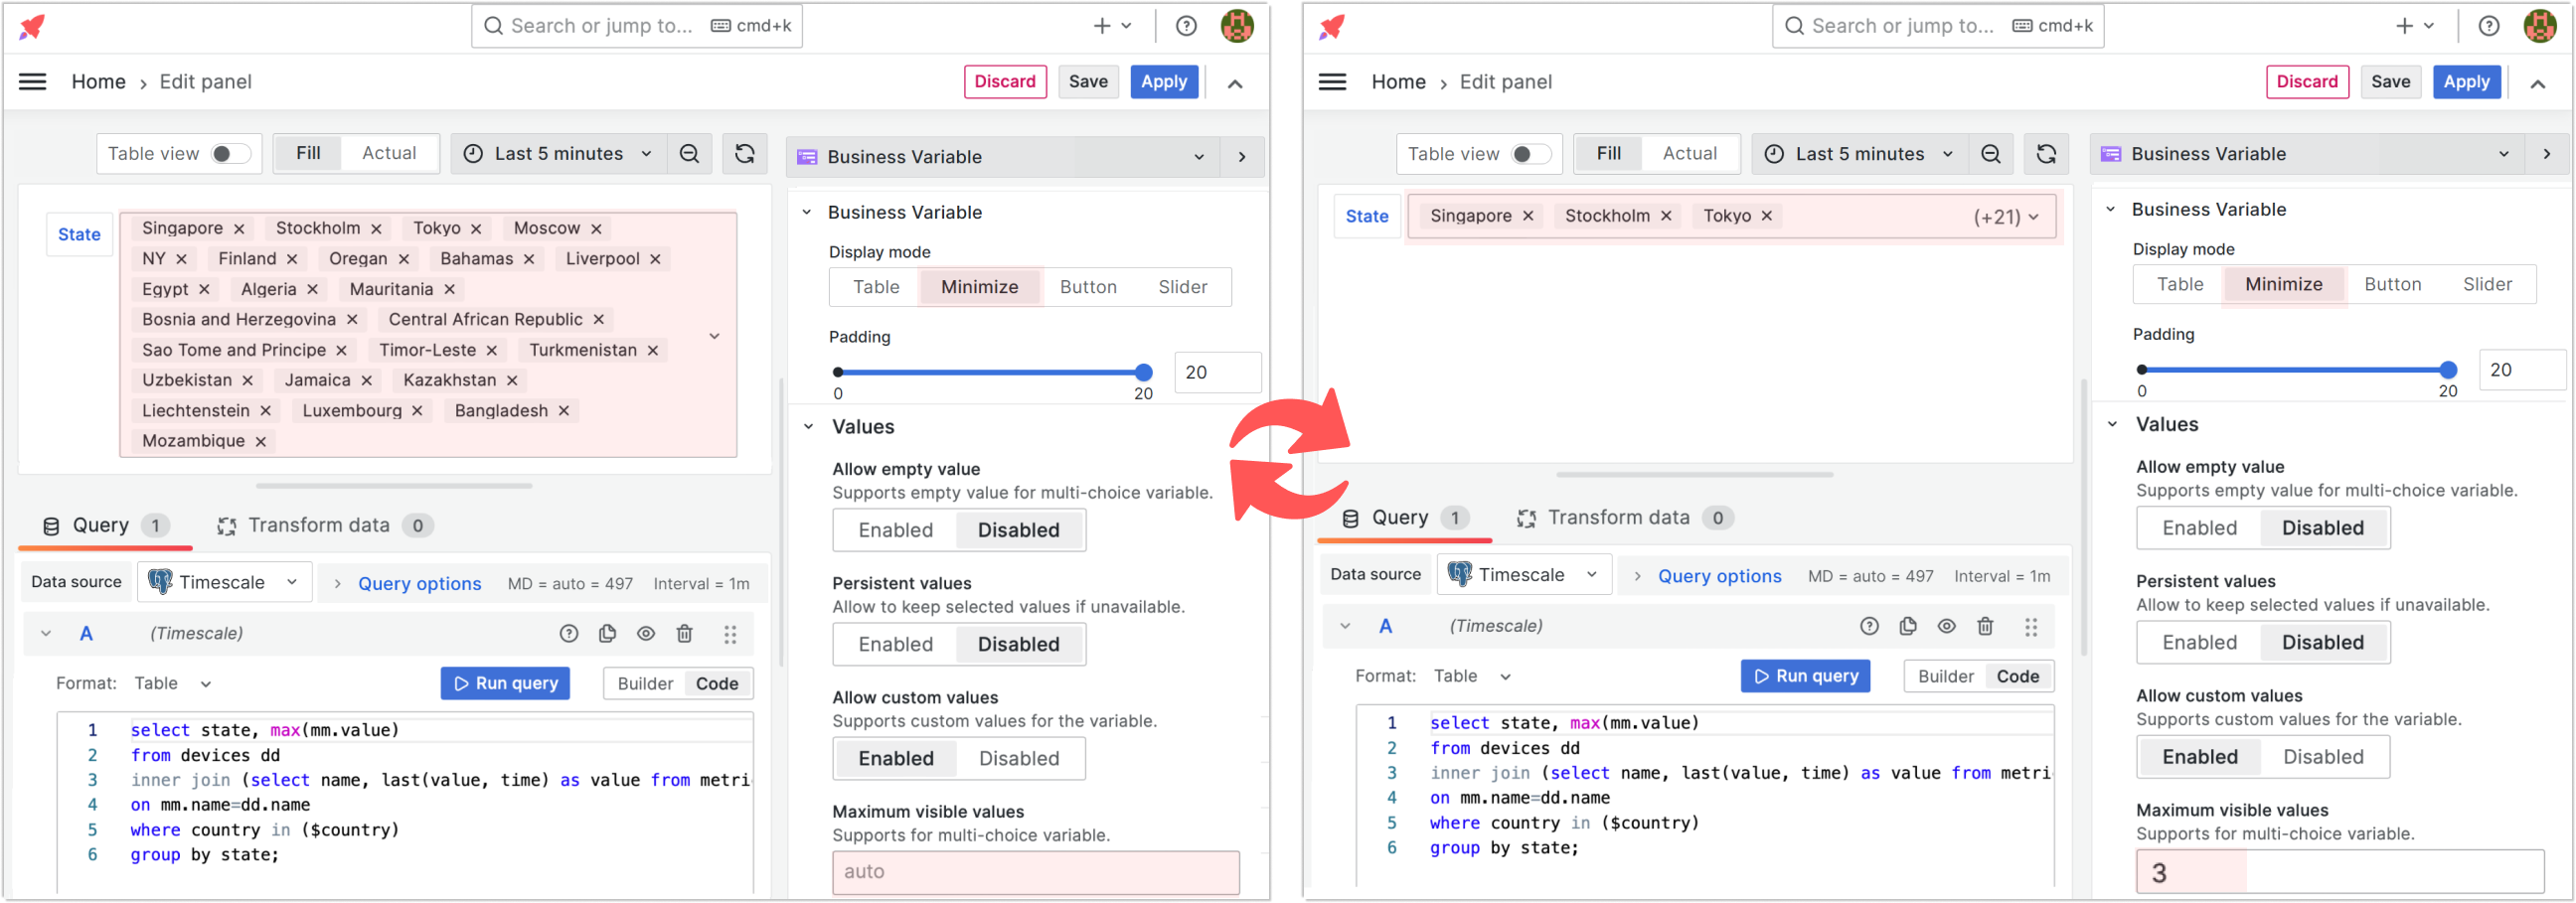 Search or jump to... cmd+k
Home › Edit panel Discard Save Apply
Table view Fill Actual Last 5 minutes
Business Variable
State
Singapore × Stockholm × Tokyo × Moscow ×
NY × Finland × Oregan × Bahamas × Liverpool ×
Egypt × Algeria × Mauritania ×
Bosnia and Herzegovina × Central African Republic ×
Sao Tome and Principe × Timor-Leste × Turkmenistan ×
Uzbekistan × Jamaica × Kazakhstan ×
Liechtenstein × Luxembourg × Bangladesh ×
Mozambique ×
Query 1 Transform data 0
Data source Timescale Query options MD = auto = 497 Interval = 1m
A (Timescale)
Format: Table Run query Builder Code
1 select state, max(mm.value)
2 from devices dd
3 inner join (select name, last(value, time) as value from metri
4 on mm.name=dd.name
5 where country in ($country)
6 group by state;
Business Variable
Display mode
Table Minimize Button Slider
Padding
20
0 20
Values
Allow empty value
Supports empty value for multi-choice variable.
Enabled Disabled
Persistent values
Allow to keep selected values if unavailable.
Enabled Disabled
Allow custom values
Supports custom values for the variable.
Enabled Disabled
Maximum visible values
Supports for multi-choice variable.
auto
Search or jump to... cmd+k
Home › Edit panel Discard Save Apply
Table view Fill Actual Last 5 minutes
Business Variable
State Singapore × Stockholm × Tokyo × (+21)
Query 1 Transform data 0
Data source Timescale Query options MD = auto = 497 Interval = 1m
A (Timescale)
Format: Table Run query Builder Code
1 select state, max(mm.value)
2 from devices dd
3 inner join (select name, last(value, time) as value from metri
4 on mm.name=dd.name
5 where country in ($country)
6 group by state;
Business Variable
Display mode
Table Minimize Button Slider
Padding
20
0 20
Values
Allow empty value
Supports empty value for multi-choice variable.
Enabled Disabled
Persistent values
Allow to keep selected values if unavailable.
Enabled Disabled
Allow custom values
Supports custom values for the variable.
Enabled Disabled
Maximum visible values
Supports for multi-choice variable.
3